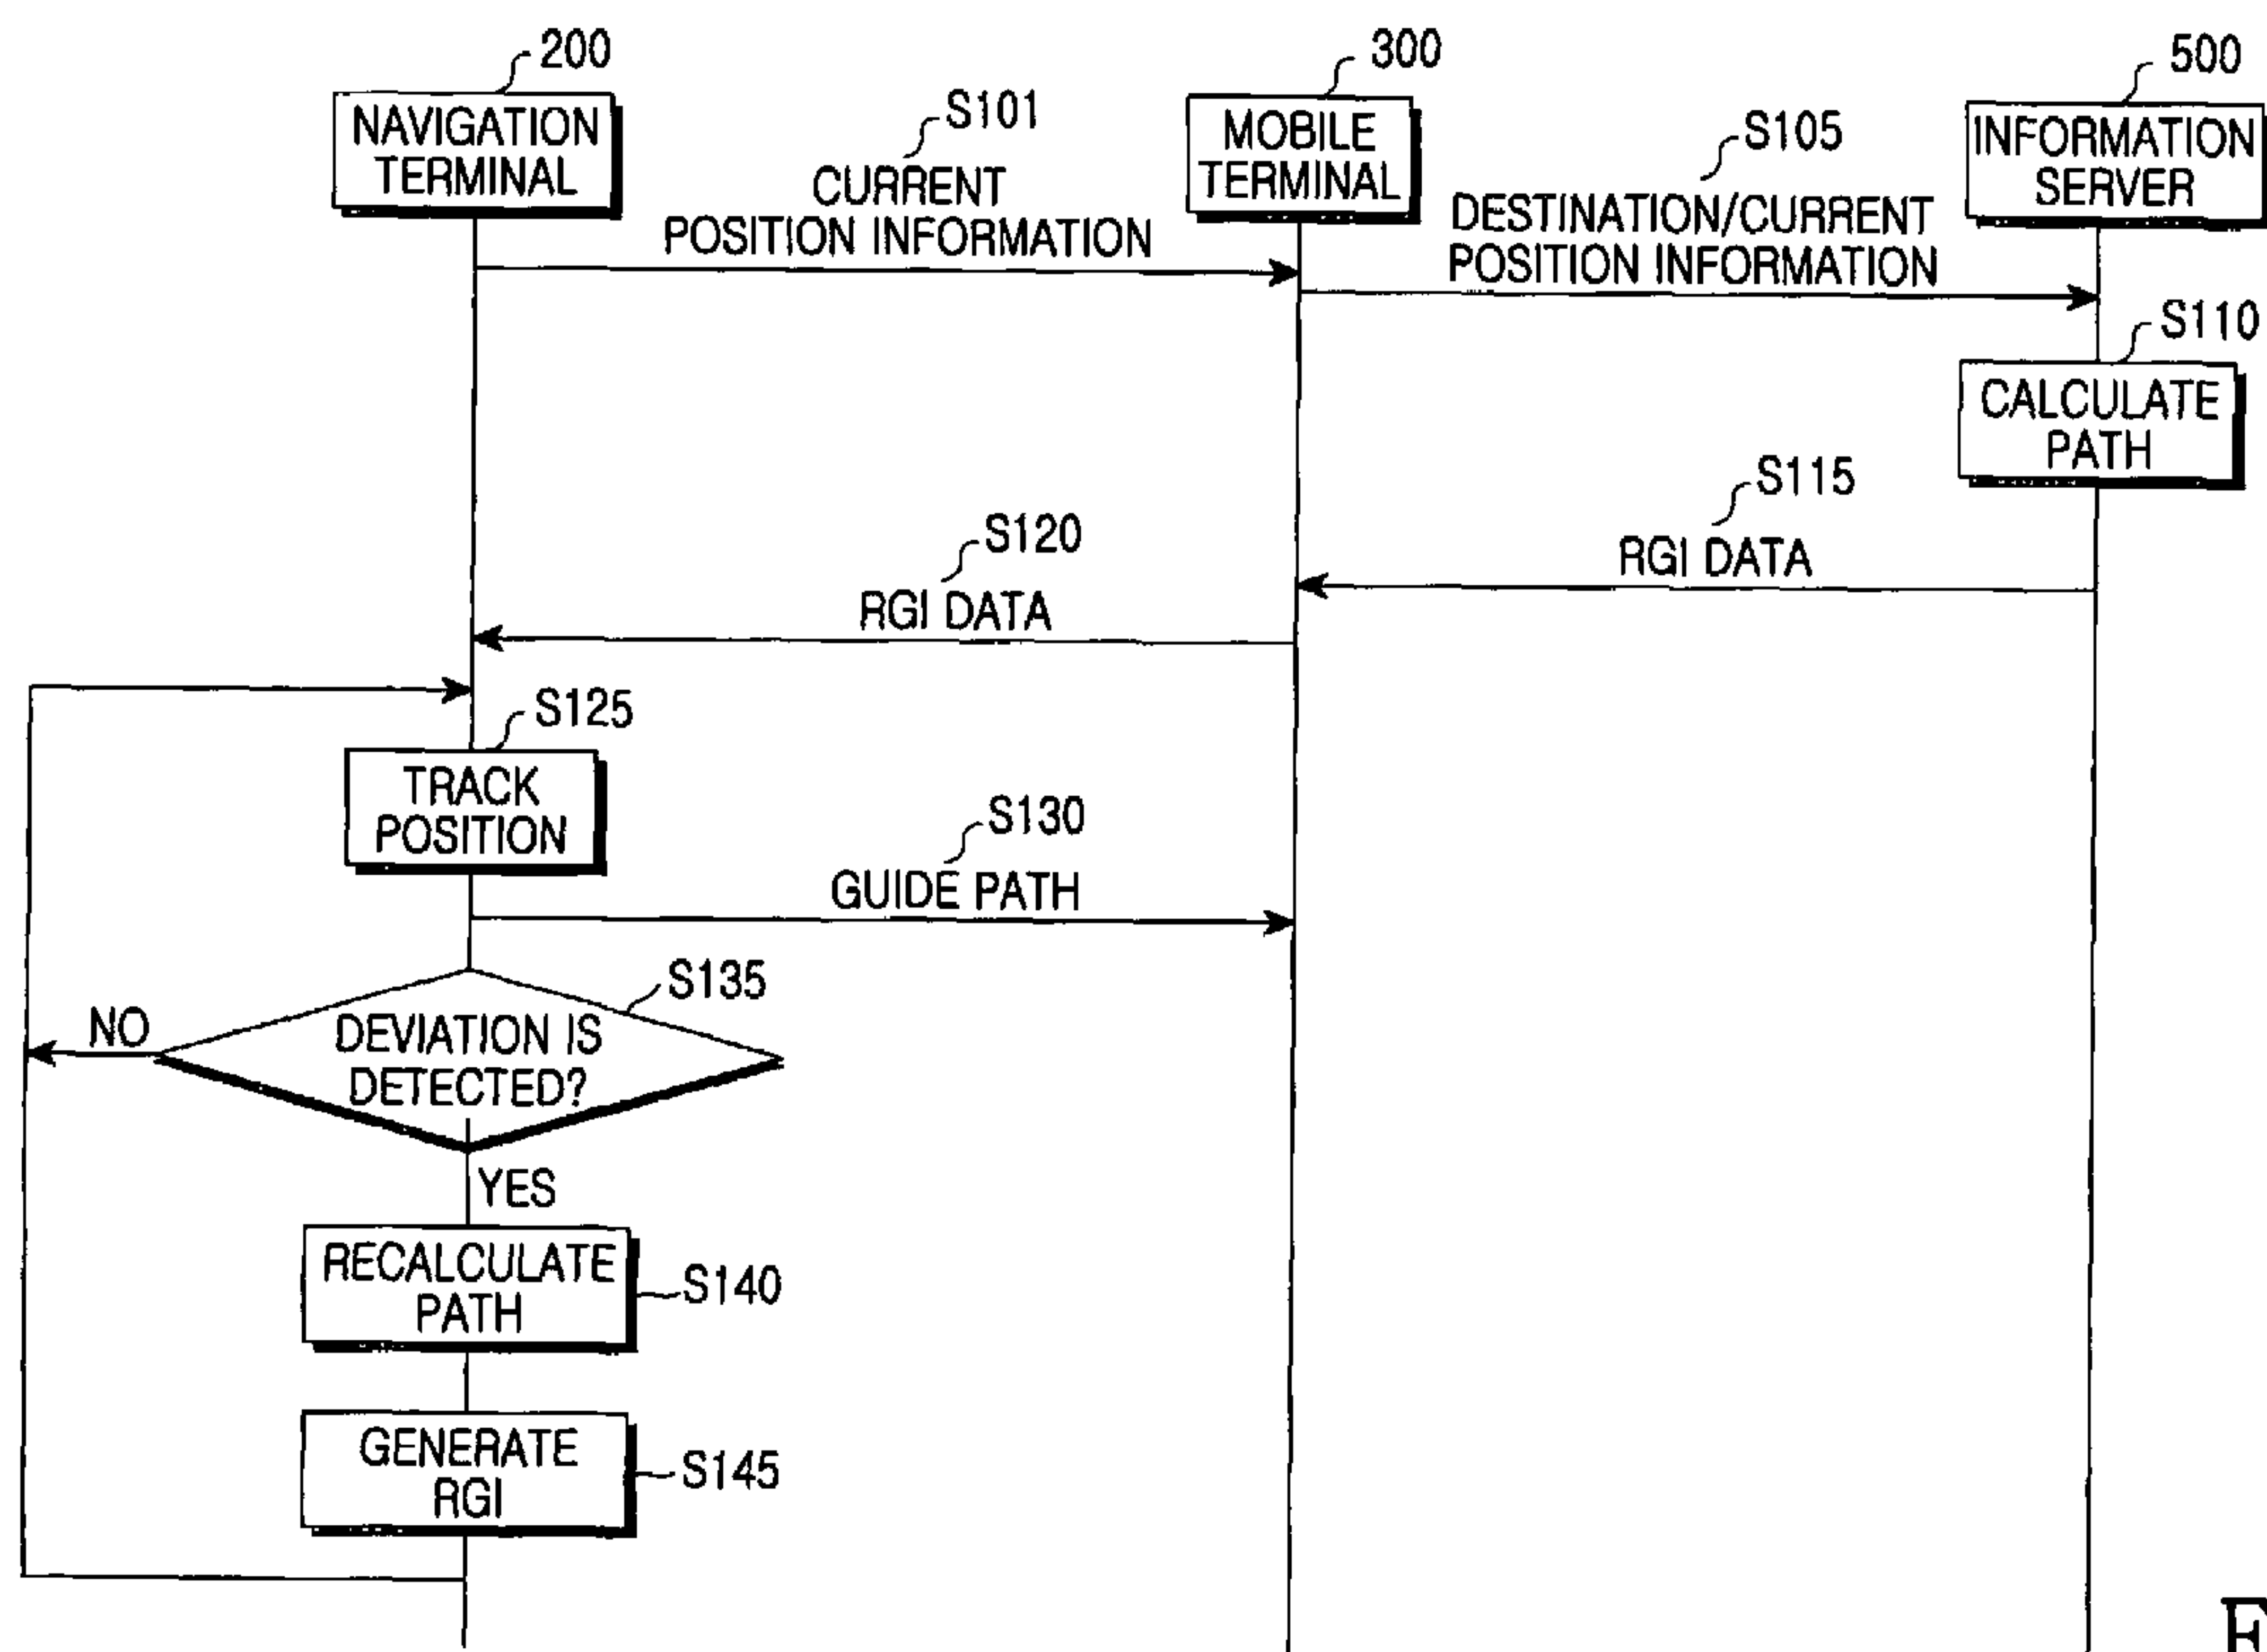 200
300
500
NAVIGATION
TERMINAL
S101
MOBILE
TERMINAL
S105
INFORMATION
SERVER
CURRENT
POSITION INFORMATION
DESTINATION/CURRENT
POSITION INFORMATION
S110
CALCULATE
PATH
S115
RGI DATA
S120
RGI DATA
S125
TRACK
POSITION
S130
GUIDE PATH
S135
NO
DEVIATION IS
DETECTED?
YES
RECALCULATE
PATH
S140
GENERATE
RGI
S145